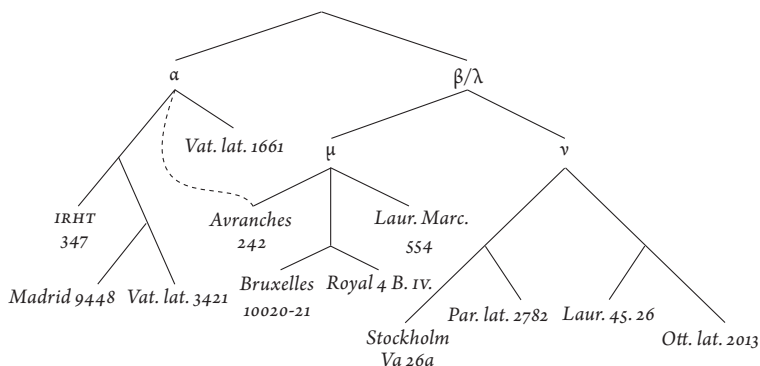 α
β/λ
Vat. lat. 1661
μ
ν
IRHT
347
Avranches
242
Laur. Marc.
554
Madrid 9448
Vat. lat. 3421
Bruxelles
10020-21
Royal 4 B. IV.
Stockholm
Va 26a
Par. lat. 2782
Laur. 45. 26
Ott. lat. 2013